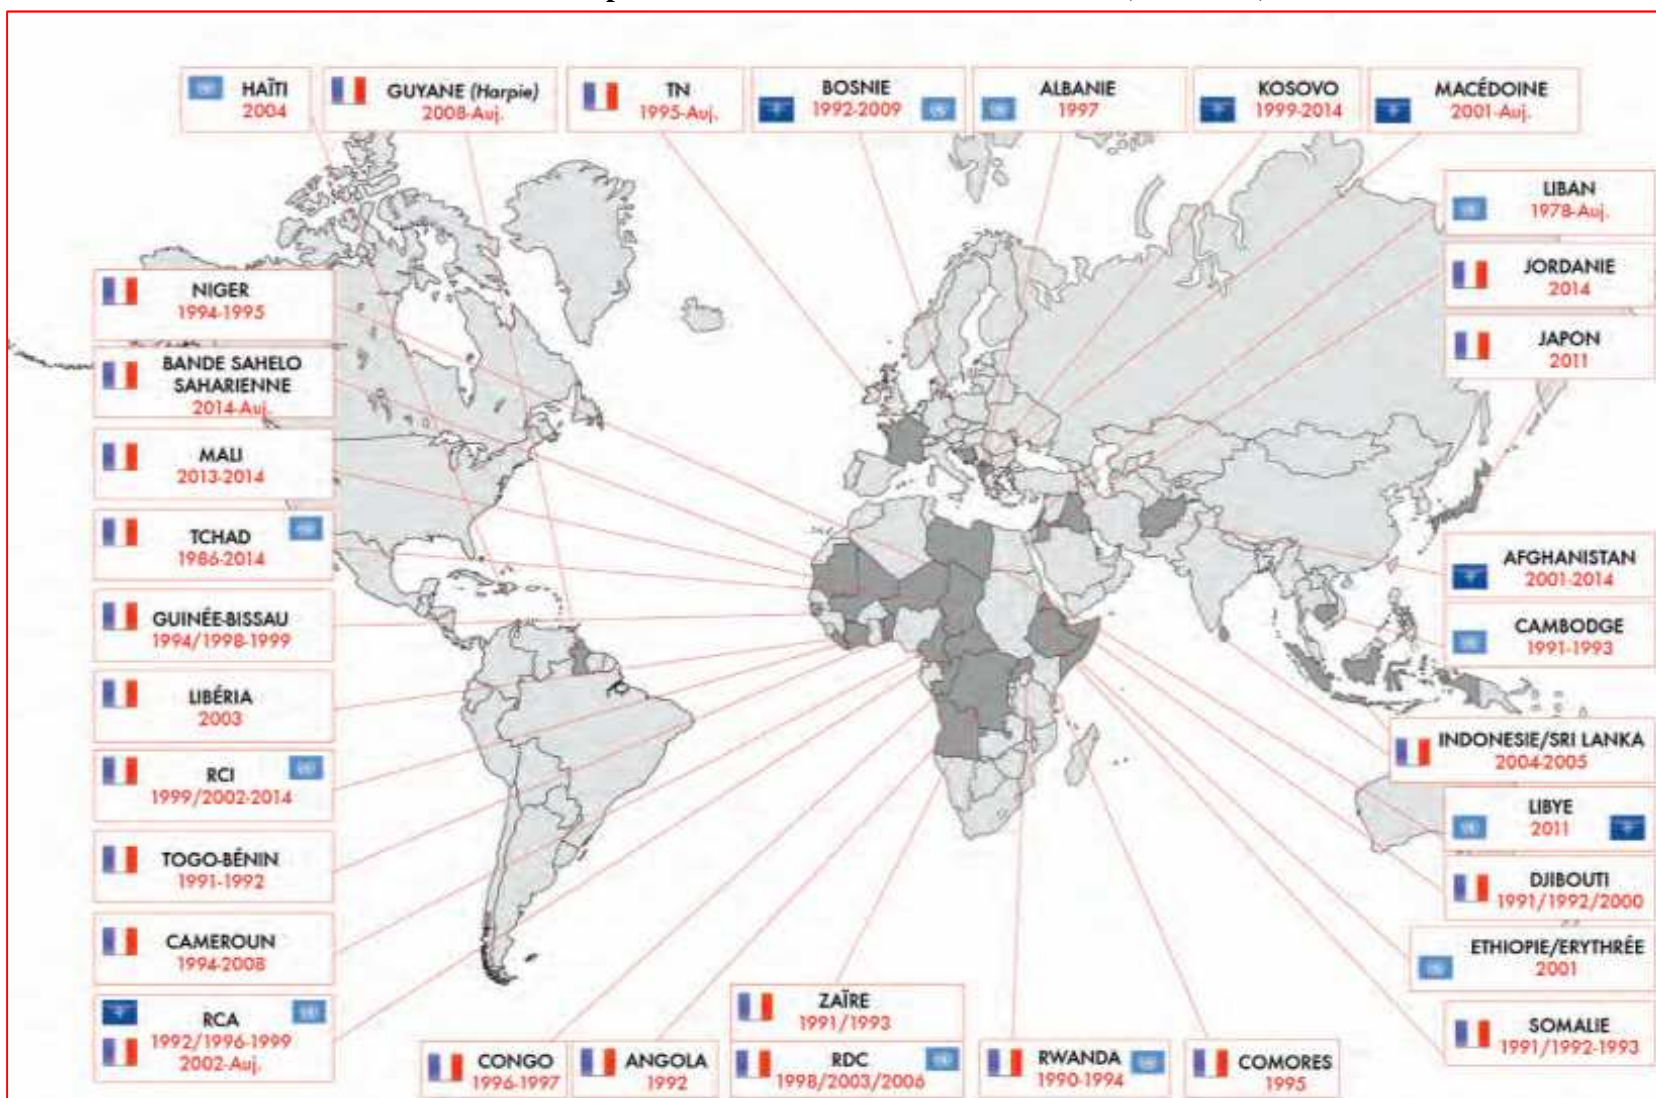 HAÏTI
2004
GUYANE (Harpie)
2008-Auj.
TN
1995-Auj.
BOSNIE
1992-2009
ALBANIE
1997
KOSOVO
1999-2014
MACÉDOINE
2001-Auj.
LIBAN
1978-Auj.
JORDANIE
2014
JAPON
2011
NIGER
1994-1995
BANDE SAHELO
SAHARIENNE
2014-Auj.
MALI
2013-2014
TCHAD
1986-2014
GUINÉE-BISSAU
1994/1998-1999
LIBÉRIA
2003
RCI
1999/2002-2014
TOGO-BÉNIN
1991-1992
CAMEROUN
1994-2008
RCA
1992/1996-1999
2002-Auj.
CONGO
1996-1997
ANGOLA
1992
ZAÏRE
1991/1993
RDC
1998/2003/2006
RWANDA
1990-1994
COMORES
1995
AFGHANISTAN
2001-2014
CAMBODGE
1991-1993
INDONESIE/SRI LANKA
2004-2005
LIBYE
2011
DJIBOUTI
1991/1992/2000
ETHIOPIE/ERYTHRÉE
2001
SOMALIE
1991/1992-1993